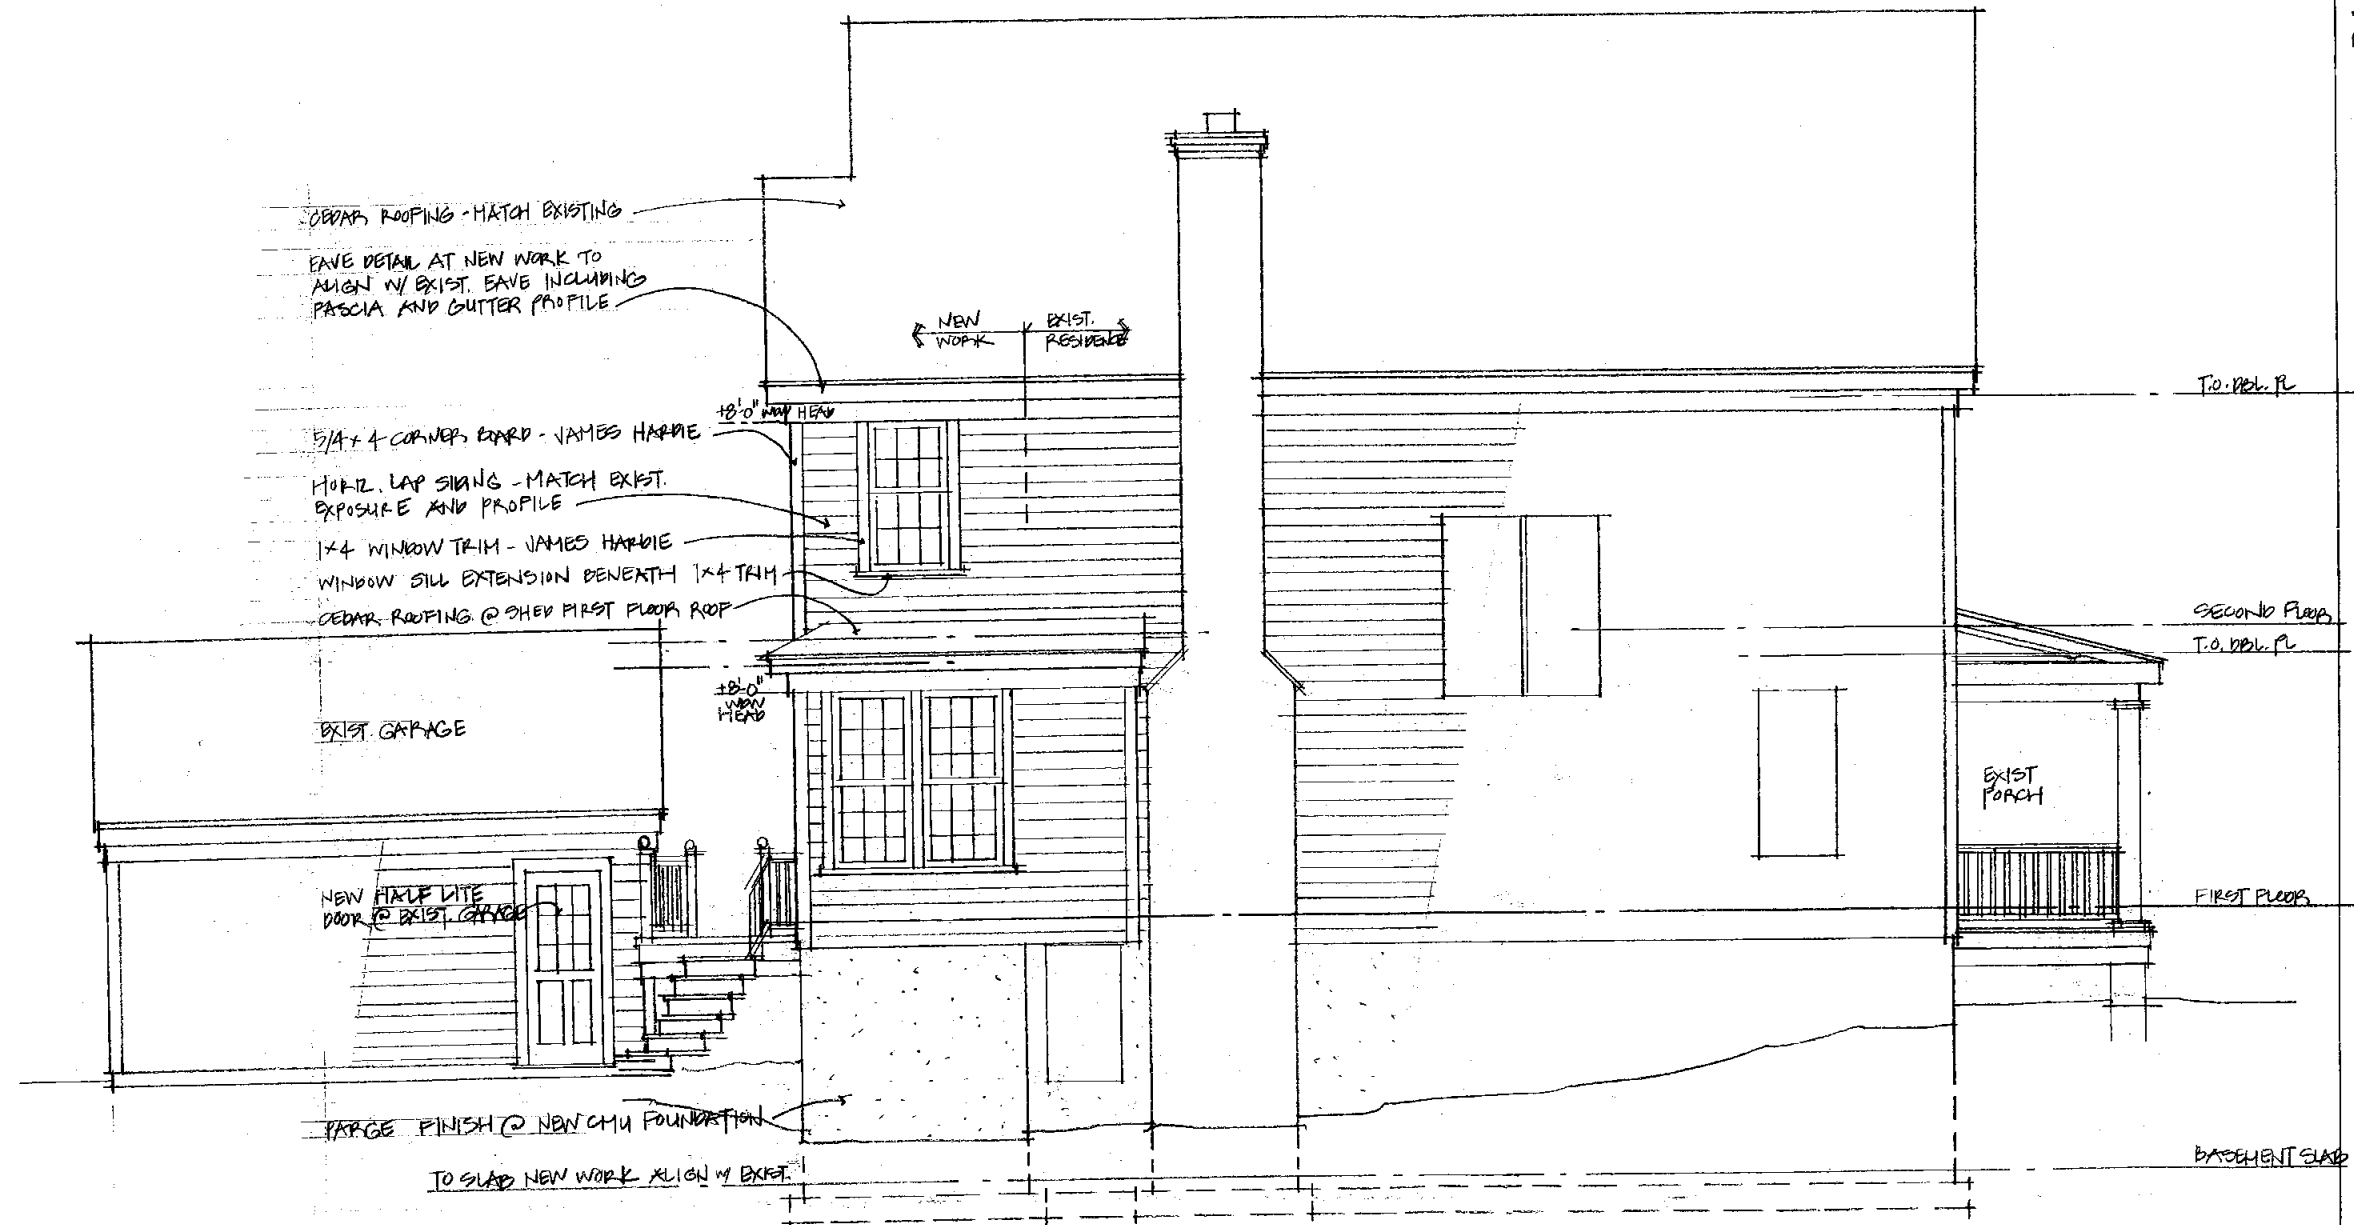 CEDAR ROOFING - MATCH EXISTING
EAVE DETAIL AT NEW WORK TO
ALIGN W/ EXIST. EAVE INCLUDING
FASCIA AND GUTTER PROFILE
NEW
WORK
EXIST.
RESIDENCE
+8'-0" WDW HEAD
5/4 x 4 CORNER BOARD - JAMES HARDIE
HORIZ. LAP SIDING - MATCH EXIST.
EXPOSURE AND PROFILE
1x4 WINDOW TRIM - JAMES HARDIE
WINDOW SILL EXTENSION BENEATH 1x4 TRIM
CEDAR ROOFING @ SHED FIRST FLOOR ROOF
+8'-0"
WDW
HEAD
EXIST. GARAGE
NEW HALF LITE
DOOR @ EXIST. GARAGE
PARGE FINISH @ NEW CMU FOUNDATION
TO SLAB NEW WORK ALIGN W/ EXIST.
T.O. DBL. PL
SECOND FLOOR
T.O. DBL. PL
EXIST
PORCH
FIRST FLOOR
BASEMENT SLAB